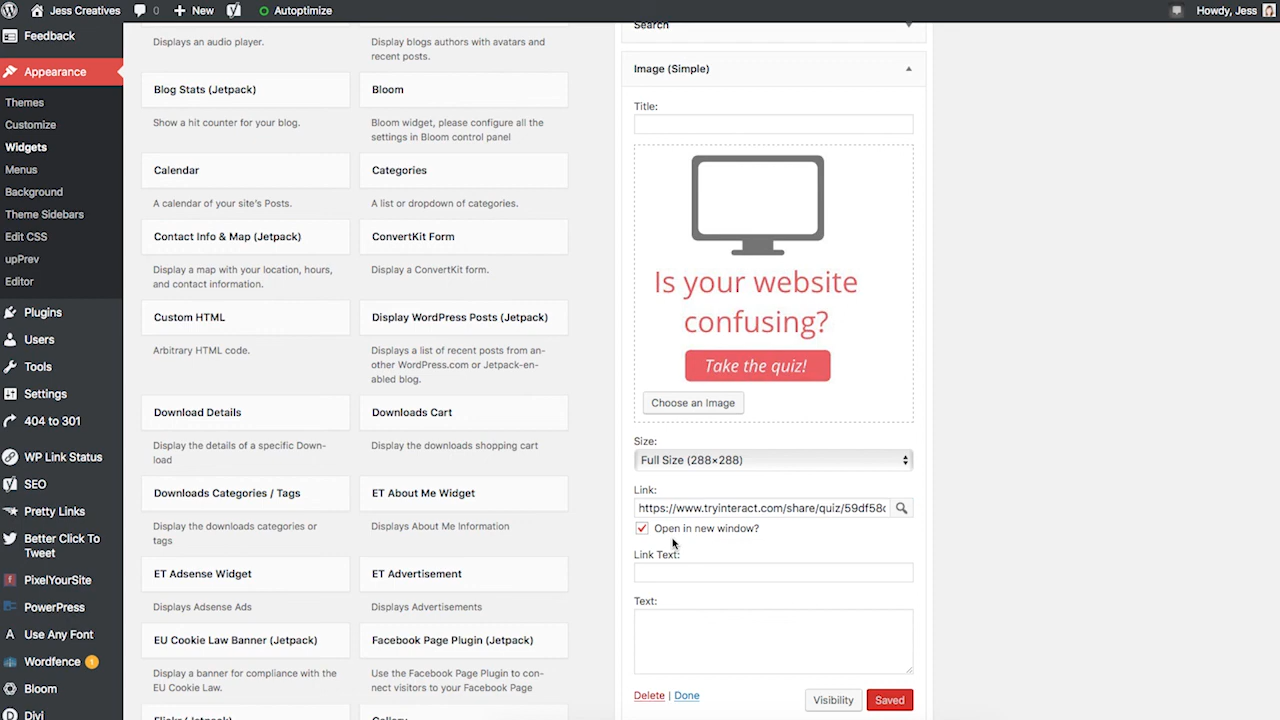 Jess Creatives
0
New
Autoptimize
Howdy, Jess
Feedback
Appearance
Themes
Customize
Widgets
Menus
Background
Theme Sidebars
Edit CSS
upPrev
Editor
Plugins
Users
Tools
Settings
404 to 301
WP Link Status
SEO
Pretty Links
Better Click To
Tweet
PixelYourSite
PowerPress
Use Any Font
Wordfence 1
Bloom
Divi
Displays an audio player.
Blog Stats (Jetpack)
Show a hit counter for your blog.
Calendar
A calendar of your site's Posts.
Contact Info & Map (Jetpack)
Display a map with your location, hours,
and contact information.
Custom HTML
Arbitrary HTML code.
Download Details
Display the details of a specific Down-
load
Downloads Categories / Tags
Display the downloads categories or
tags
ET Adsense Widget
Displays Adsense Ads
EU Cookie Law Banner (Jetpack)
Display a banner for compliance with the
EU Cookie Law.
Flickr (Jetpack)
Display blogs authors with avatars and
recent posts.
Bloom
Bloom widget, please configure all the
settings in Bloom control panel
Categories
A list or dropdown of categories.
ConvertKit Form
Display a ConvertKit form.
Display WordPress Posts (Jetpack)
Displays a list of recent posts from an-
other WordPress.com or Jetpack-en-
abled blog.
Downloads Cart
Display the downloads shopping cart
ET About Me Widget
Displays About Me Information
ET Advertisement
Displays Advertisements
Facebook Page Plugin (Jetpack)
Use the Facebook Page Plugin to con-
nect visitors to your Facebook Page
Gallery
Search
Image (Simple)
Title:
Is your website
confusing?
Take the quiz!
Choose an Image
Size:
Full Size (288×288)
Link:
https://www.tryinteract.com/share/quiz/59df58c
Open in new window?
Link Text:
Text:
Delete | Done
Visibility
Saved